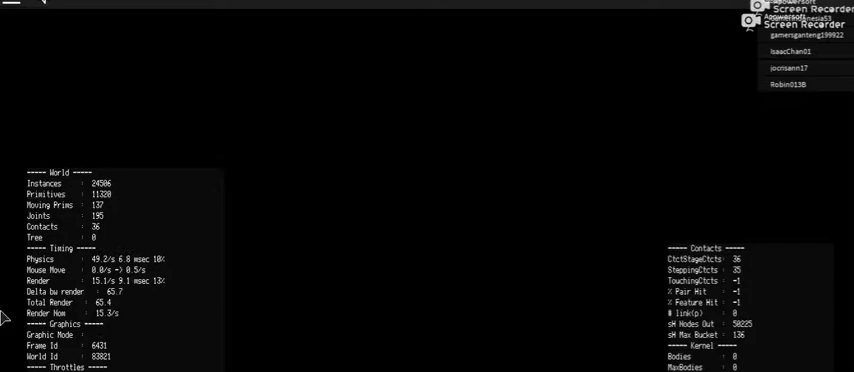 Apowersoft
Screen Recorder
Apowersoft
Screen Recorder
gamersganteng199922
IsaacChan01
jocrisann17
Robin013B
----- World -----
Instances : 24506
Primitives : 11320
Moving Prims : 137
Joints : 195
Contacts : 36
Tree : 0
----- Timing -----
Physics : 49.2/s 6.8 msec 10%
Mouse Move : 0.0/s -> 0.5/s
Render : 15.1/s 9.1 msec 13%
Delta bw render : 65.7
Total Render : 65.4
Render Nom : 15.3/s
----- Graphics -----
Graphic Mode :
Frame Id : 6431
World Id : 83821
----- Throttles -----
----- Contacts -----
CtctStageCtcts : 36
SteppingCtcts : 35
TouchingCtcts : -1
% Pair Hit : -1
% Feature Hit : -1
# link(p) : 0
sH Nodes Out : 50225
sH Max Bucket : 136
----- Kernel -----
Bodies : 0
MaxBodies : 0